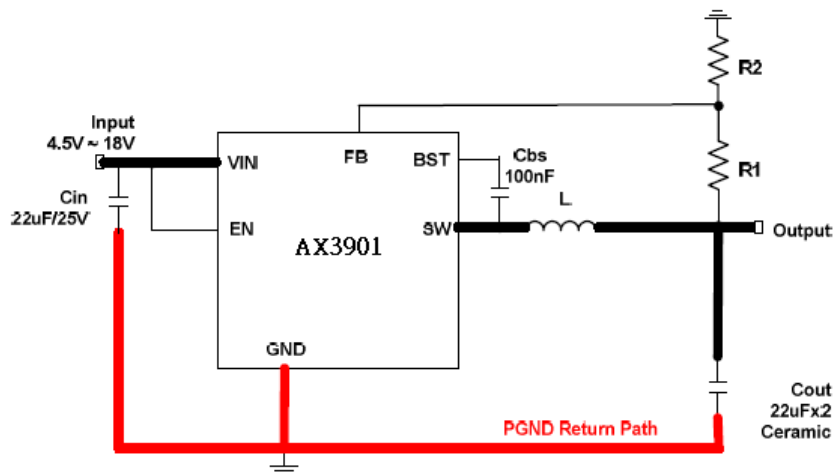 R2
Input
4.5V ~ 18V
VINI
FB
BST
Cbs
100nF
R1
Cin
22uF/25V
EN
AX3901
SW
L
Output
GND
PGND Return Path
Cout
22uFx2
Ceramic